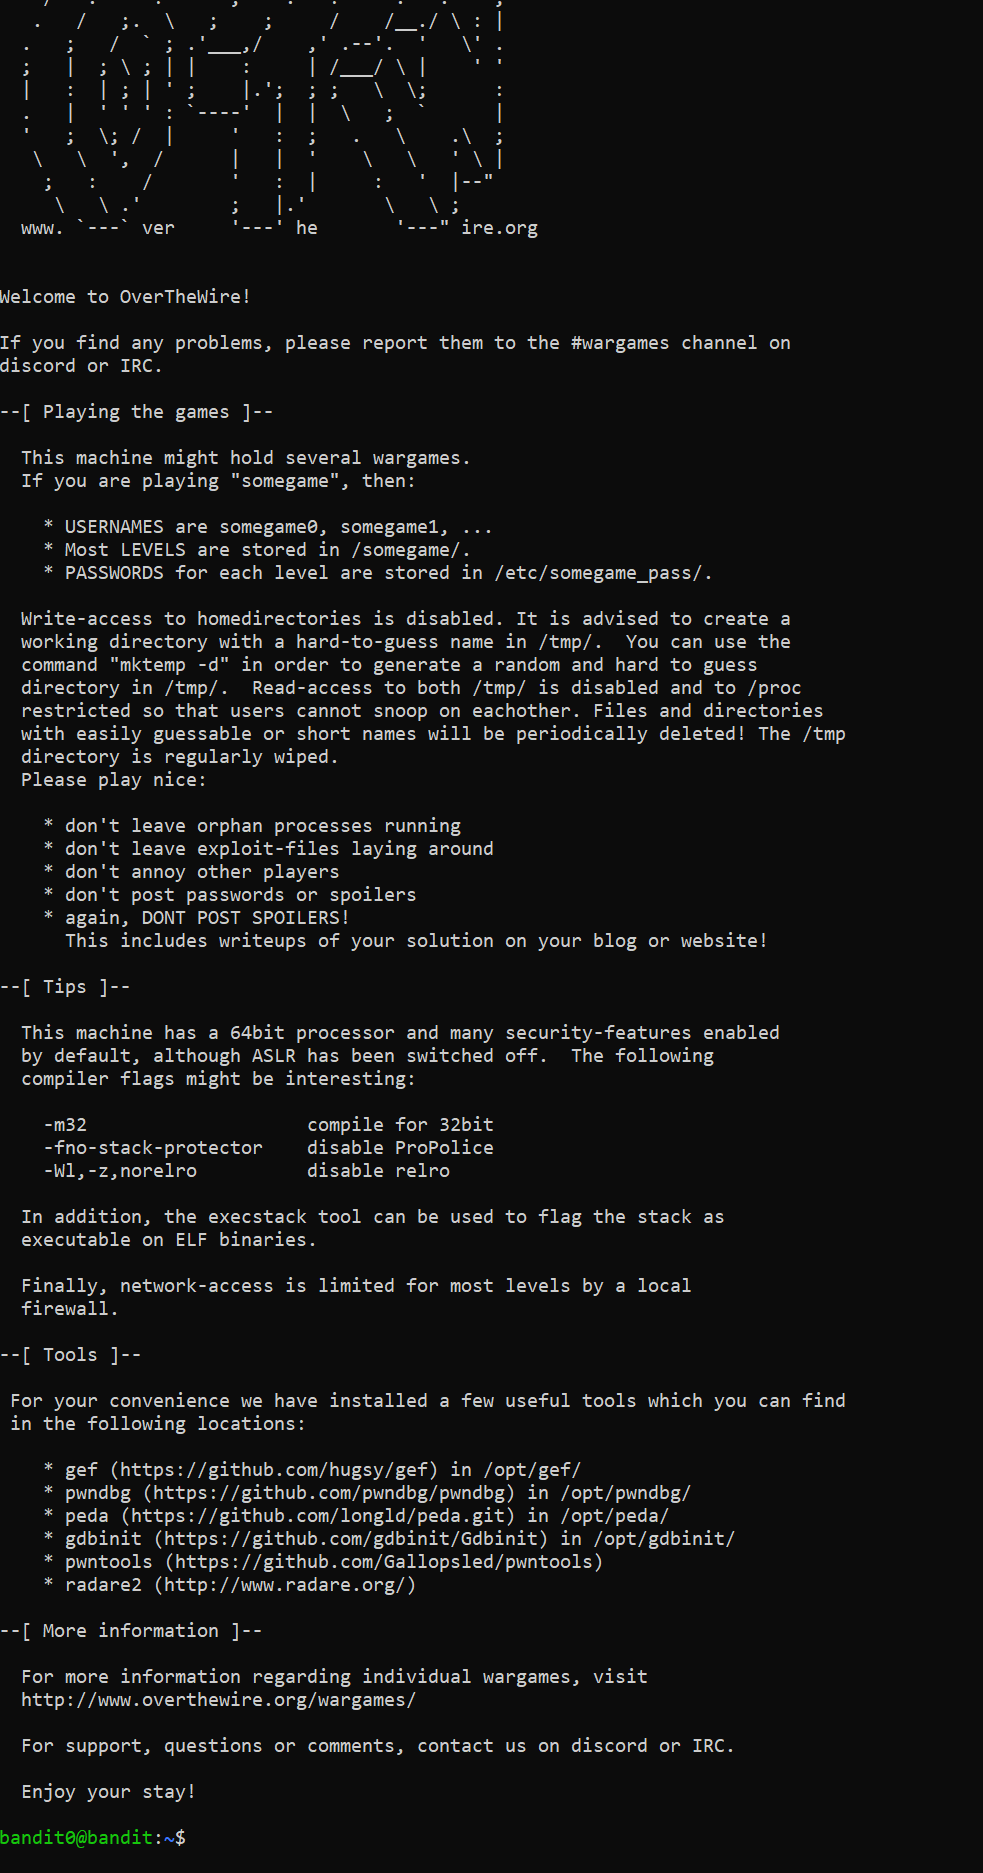 .   /   ;.  \   ;    ;     /    /__./ \ : |
  .   ;   /  ` ; .'___,/    ,' .--'.  '   \' .
  ;   |  ; \ ; | |    :     | /___/ \ |    ' '
  |   :  | ; | ' ;    |.';  ; ;   \  \;      :
  .   |  ' ' ' : `----'  |  |  \   ;  `      |
  '   ;  \; /  |     '   :  ;   .   \    .\  ;
   \   \  ',  /      |   |  '    \   \   ' \ |
    ;   :    /       '   :  |     :   '  |--"
     \   \ .'        ;   |.'       \   \ ;
  www. `---` ver     '---' he       '---" ire.org
Welcome to OverTheWire!
If you find any problems, please report them to the #wargames channel on
discord or IRC.
--[ Playing the games ]--
  This machine might hold several wargames.
  If you are playing "somegame", then:
    * USERNAMES are somegame0, somegame1, ...
    * Most LEVELS are stored in /somegame/.
    * PASSWORDS for each level are stored in /etc/somegame_pass/.
  Write-access to homedirectories is disabled. It is advised to create a
  working directory with a hard-to-guess name in /tmp/.  You can use the
  command "mktemp -d" in order to generate a random and hard to guess
  directory in /tmp/.  Read-access to both /tmp/ is disabled and to /proc
  restricted so that users cannot snoop on eachother. Files and directories
  with easily guessable or short names will be periodically deleted! The /tmp
  directory is regularly wiped.
  Please play nice:
    * don't leave orphan processes running
    * don't leave exploit-files laying around
    * don't annoy other players
    * don't post passwords or spoilers
    * again, DONT POST SPOILERS!
      This includes writeups of your solution on your blog or website!
--[ Tips ]--
  This machine has a 64bit processor and many security-features enabled
  by default, although ASLR has been switched off.  The following
  compiler flags might be interesting:
    -m32                    compile for 32bit
    -fno-stack-protector    disable ProPolice
    -Wl,-z,norelro          disable relro
  In addition, the execstack tool can be used to flag the stack as
  executable on ELF binaries.
  Finally, network-access is limited for most levels by a local
  firewall.
--[ Tools ]--
 For your convenience we have installed a few useful tools which you can find
 in the following locations:
    * gef (https://github.com/hugsy/gef) in /opt/gef/
    * pwndbg (https://github.com/pwndbg/pwndbg) in /opt/pwndbg/
    * peda (https://github.com/longld/peda.git) in /opt/peda/
    * gdbinit (https://github.com/gdbinit/Gdbinit) in /opt/gdbinit/
    * pwntools (https://github.com/Gallopsled/pwntools)
    * radare2 (http://www.radare.org/)
--[ More information ]--
  For more information regarding individual wargames, visit
  http://www.overthewire.org/wargames/
  For support, questions or comments, contact us on discord or IRC.
  Enjoy your stay!
bandit0@bandit:~$